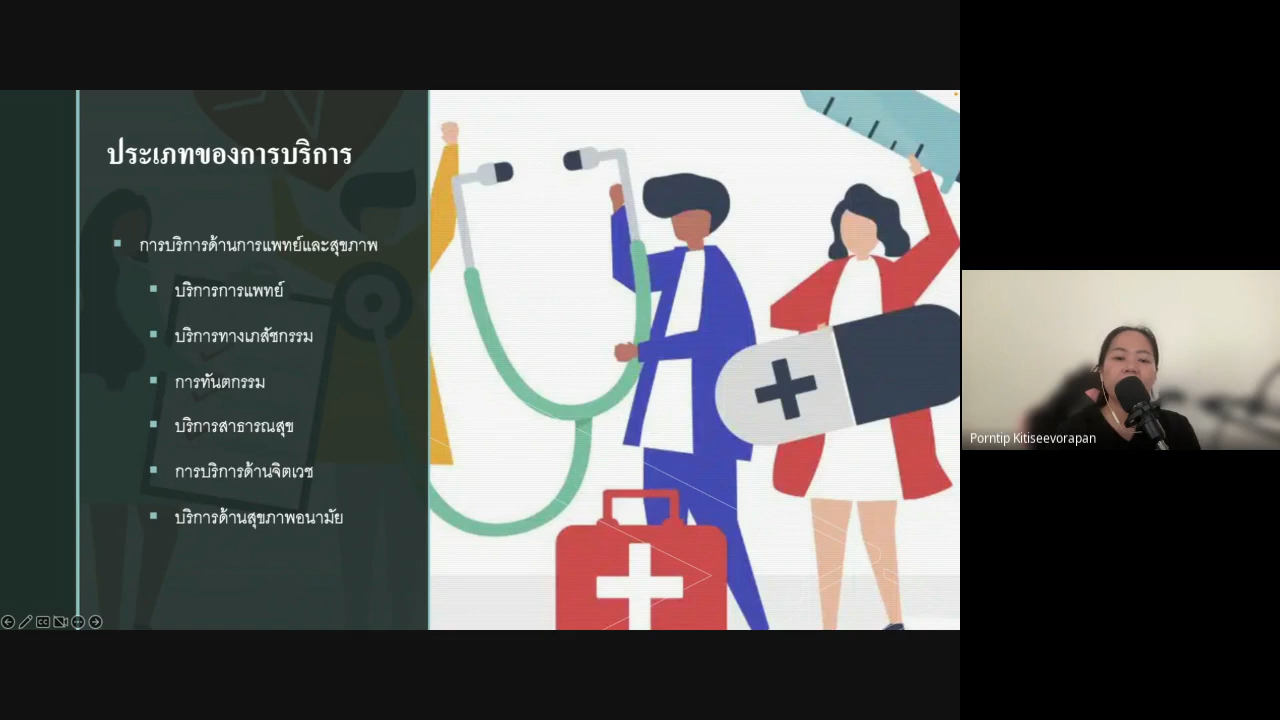 ประเภทของการบริการ
การบริการด้านการแพทย์และสุขภาพ
บริการการแพทย์
บริการทางเภสัชกรรม
การทันตกรรม
บริการสาธารณสุข
การบริการด้านจิตเวช
บริการด้านสุขภาพอนามัย
Porntip Kitiseevorapan